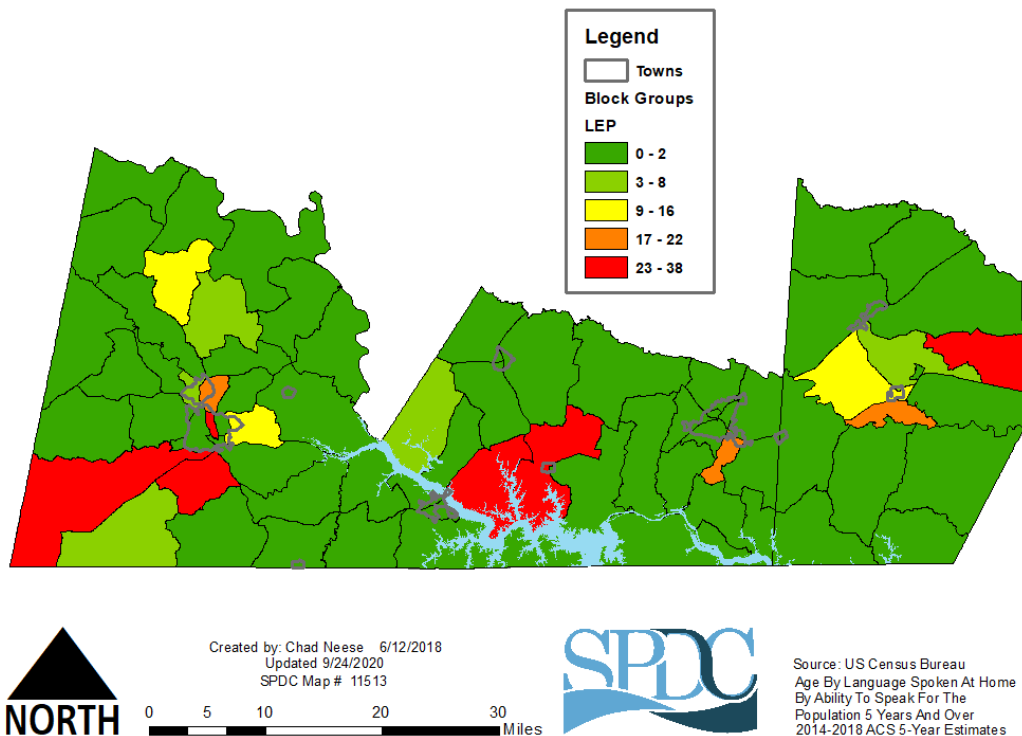 Legend
Towns
Block Groups
LEP
0 - 2
3 - 8
9 - 16
17 - 22
23 - 38
NORTH
Created by: Chad Neese 6/12/2018
Updated 9/24/2020
SPDC Map # 11513
0 5 10 20 30
Miles
SPDC
Source: US Census Bureau
Age By Language Spoken At Home
By Ability To Speak For The
Population 5 Years And Over
2014-2018 ACS 5-Year Estimates